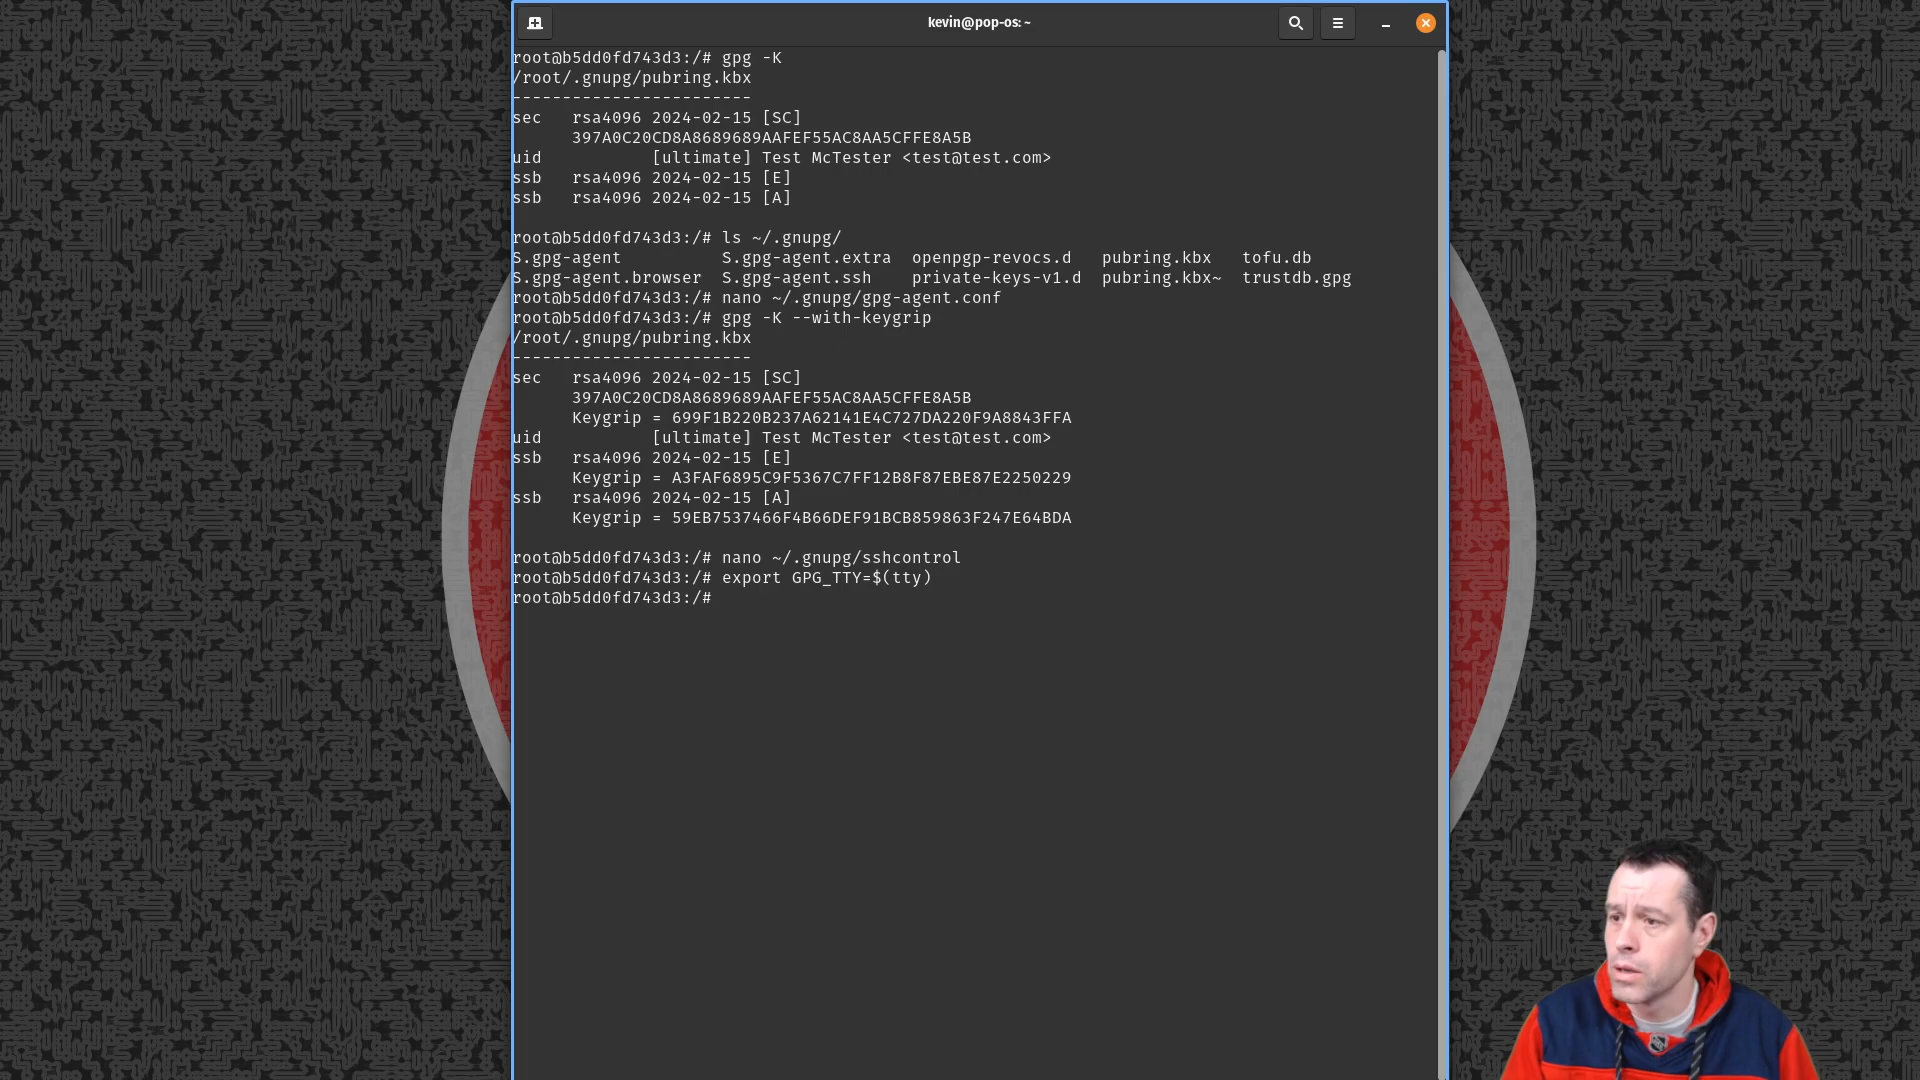 kevin@pop-os: ~
root@b5dd0fd743d3:/# gpg -K
/root/.gnupg/pubring.kbx
------------------------
sec   rsa4096 2024-02-15 [SC]
      397A0C20CD8A8689689AAFEF55AC8AA5CFFE8A5B
uid           [ultimate] Test McTester <test@test.com>
ssb   rsa4096 2024-02-15 [E]
ssb   rsa4096 2024-02-15 [A]
root@b5dd0fd743d3:/# ls ~/.gnupg/
S.gpg-agent          S.gpg-agent.extra  openpgp-revocs.d   pubring.kbx   tofu.db
S.gpg-agent.browser  S.gpg-agent.ssh    private-keys-v1.d  pubring.kbx~  trustdb.gpg
root@b5dd0fd743d3:/# nano ~/.gnupg/gpg-agent.conf
root@b5dd0fd743d3:/# gpg -K --with-keygrip
/root/.gnupg/pubring.kbx
------------------------
sec   rsa4096 2024-02-15 [SC]
      397A0C20CD8A8689689AAFEF55AC8AA5CFFE8A5B
      Keygrip = 699F1B220B237A62141E4C727DA220F9A8843FFA
uid           [ultimate] Test McTester <test@test.com>
ssb   rsa4096 2024-02-15 [E]
      Keygrip = A3FAF6895C9F5367C7FF12B8F87EBE87E2250229
ssb   rsa4096 2024-02-15 [A]
      Keygrip = 59EB7537466F4B66DEF91BCB859863F247E64BDA
root@b5dd0fd743d3:/# nano ~/.gnupg/sshcontrol
root@b5dd0fd743d3:/# export GPG_TTY=$(tty)
root@b5dd0fd743d3:/#